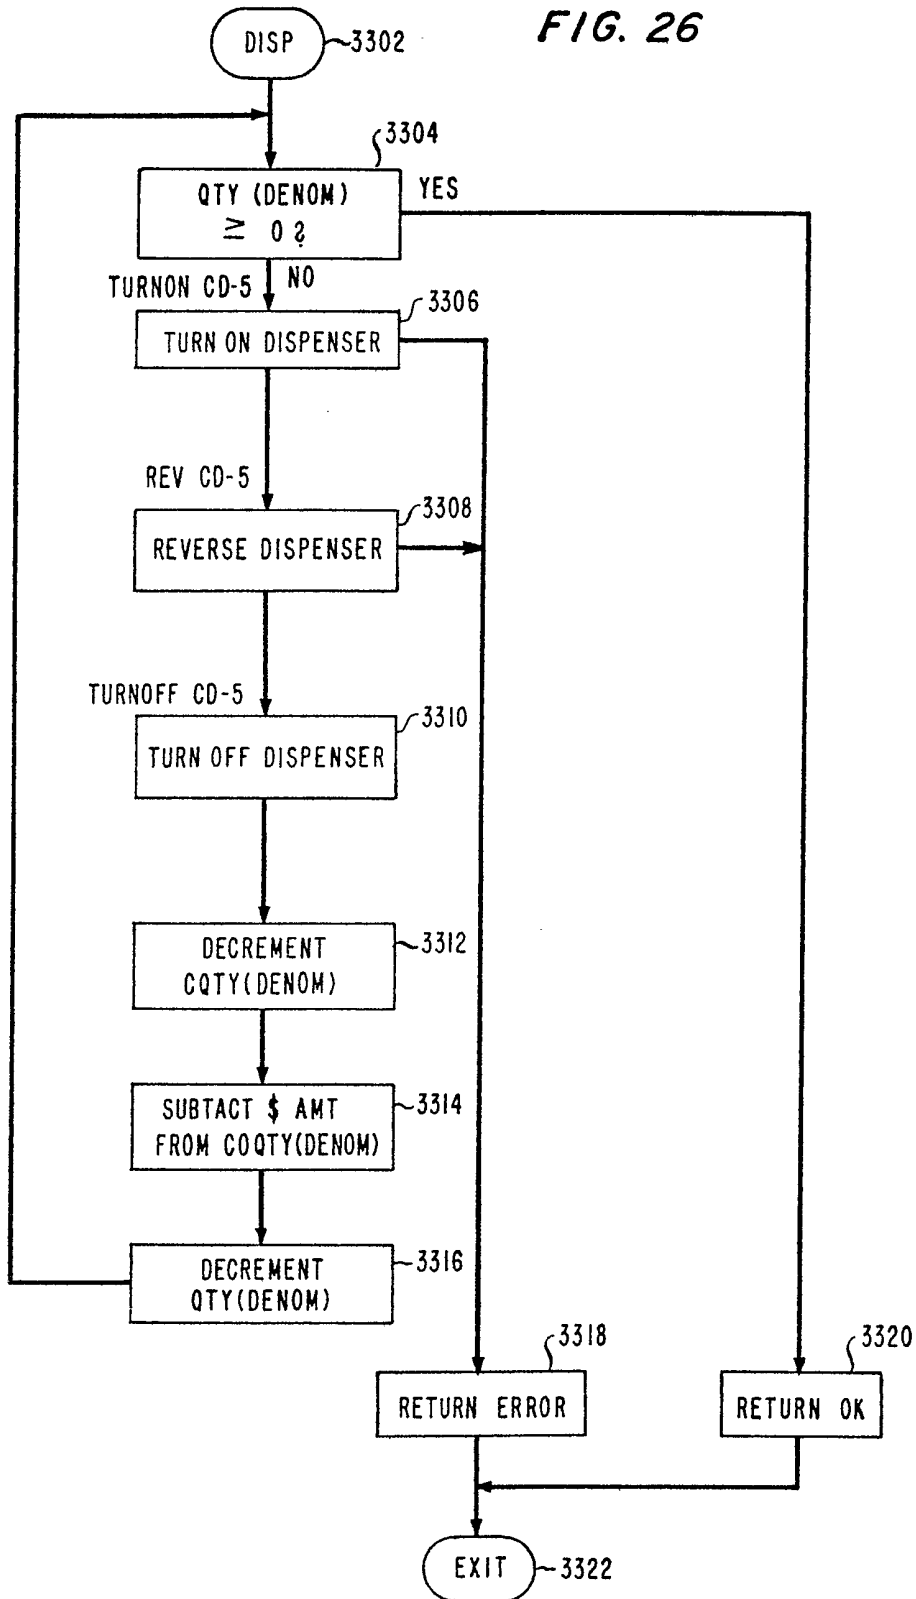 FIG. 26
DISP
3302
3304
QTY (DENOM)
≥ 0 ?
YES
NO
TURNON CD-5
3306
TURN ON DISPENSER
REV CD-5
3308
REVERSE DISPENSER
TURNOFF CD-5
3310
TURN OFF DISPENSER
DECREMENT
CQTY(DENOM)
3312
SUBTACT $ AMT
FROM COQTY(DENOM)
3314
DECREMENT
QTY(DENOM)
3316
3318
RETURN ERROR
3320
RETURN OK
EXIT
3322